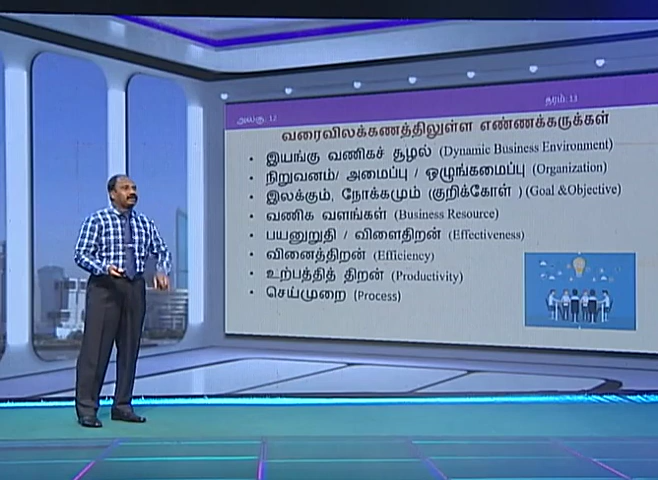 அலகு: 12
தரம்: 13
வரைவிலக்கணத்திலுள்ள எண்ணக்கருக்கள்
• இயங்கு வணிகச் சூழல் (Dynamic Business Environment)
• நிறுவனம்/ அமைப்பு / ஒழுங்கமைப்பு (Organization)
• இலக்கும், நோக்கமும் (குறிக்கோள் ) (Goal &Objective)
• வணிக வளங்கள் (Business Resource)
• பயனுறுதி / விளைதிறன் (Effectiveness)
• வினைத்திறன் (Efficiency)
• உற்பத்தித் திறன் (Productivity)
• செய்முறை (Process)